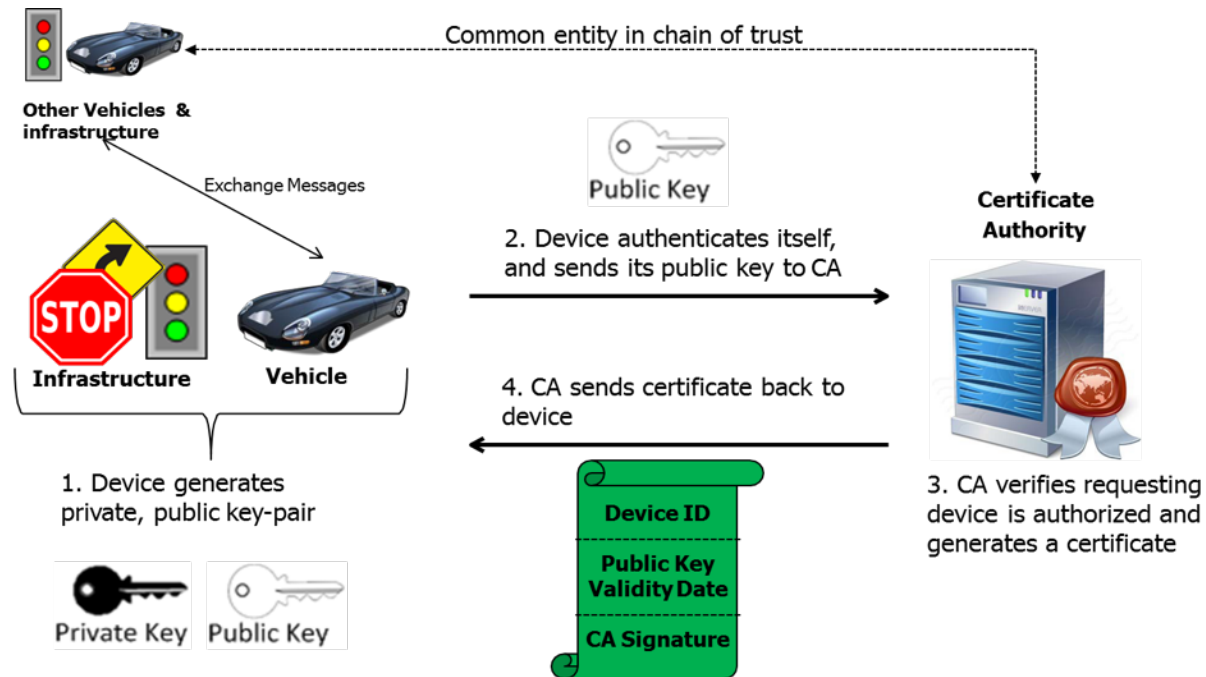 Common entity in chain of trust
Other Vehicles &
infrastructure
Exchange Messages
Public Key
Certificate
Authority
2. Device authenticates itself,
and sends its public key to CA
STOP
Infrastructure
Vehicle
4. CA sends certificate back to
device
1. Device generates
private, public key-pair
3. CA verifies requesting
device is authorized and
generates a certificate
Device ID
Public Key
Validity Date
CA Signature
Private Key
Public Key